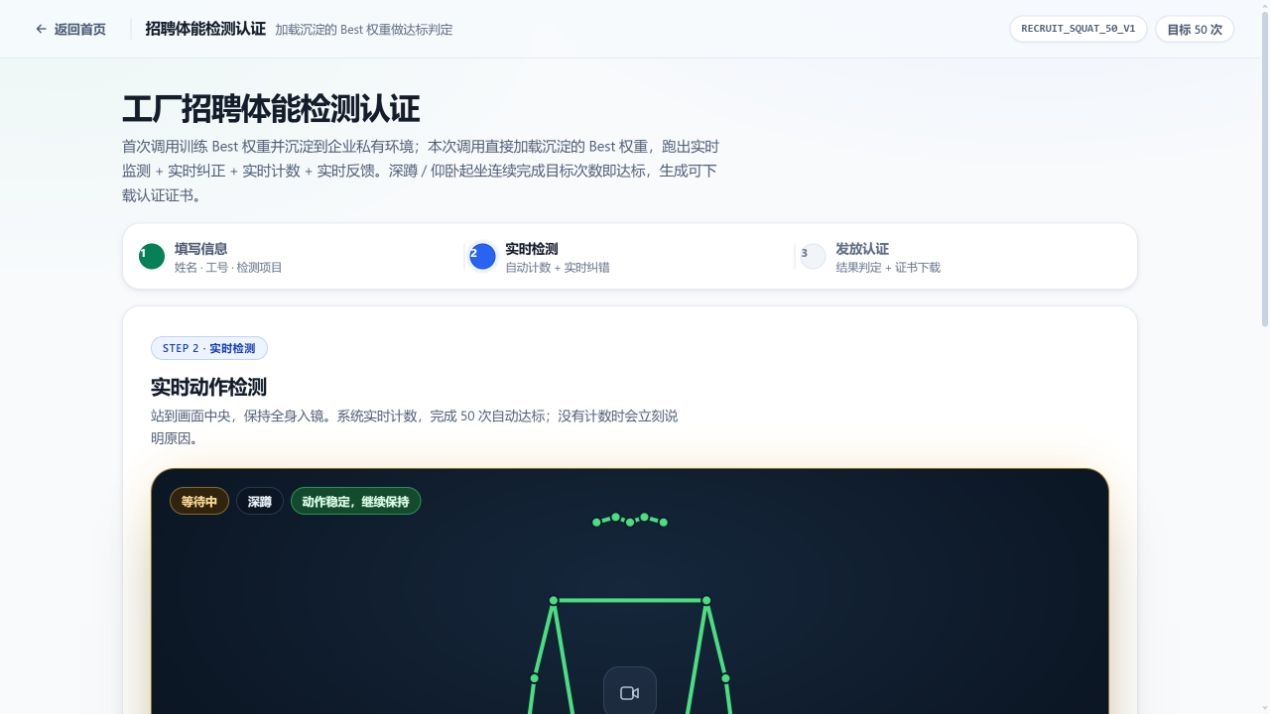 ← 返回首页
招聘体能检测认证 加载沉淀的 Best 权重做达标判定
RECRUIT_SQUAT_50_V1
目标 50 次
工厂招聘体能检测认证
首次调用训练 Best 权重并沉淀到企业私有环境；本次调用直接加载沉淀的 Best 权重，跑出实时
监测 + 实时纠正 + 实时计数 + 实时反馈。深蹲 / 仰卧起坐连续完成目标次数即达标，生成可下
载认证证书。
1 填写信息
姓名 · 工号 · 检测项目
2 实时检测
自动计数 + 实时纠错
3 发放认证
结果判定 + 证书下载
STEP 2 · 实时检测
实时动作检测
站到画面中央，保持全身入镜。系统实时计数，完成 50 次自动达标；没有计数时会立刻说
明原因。
等待中
深蹲
动作稳定，继续保持